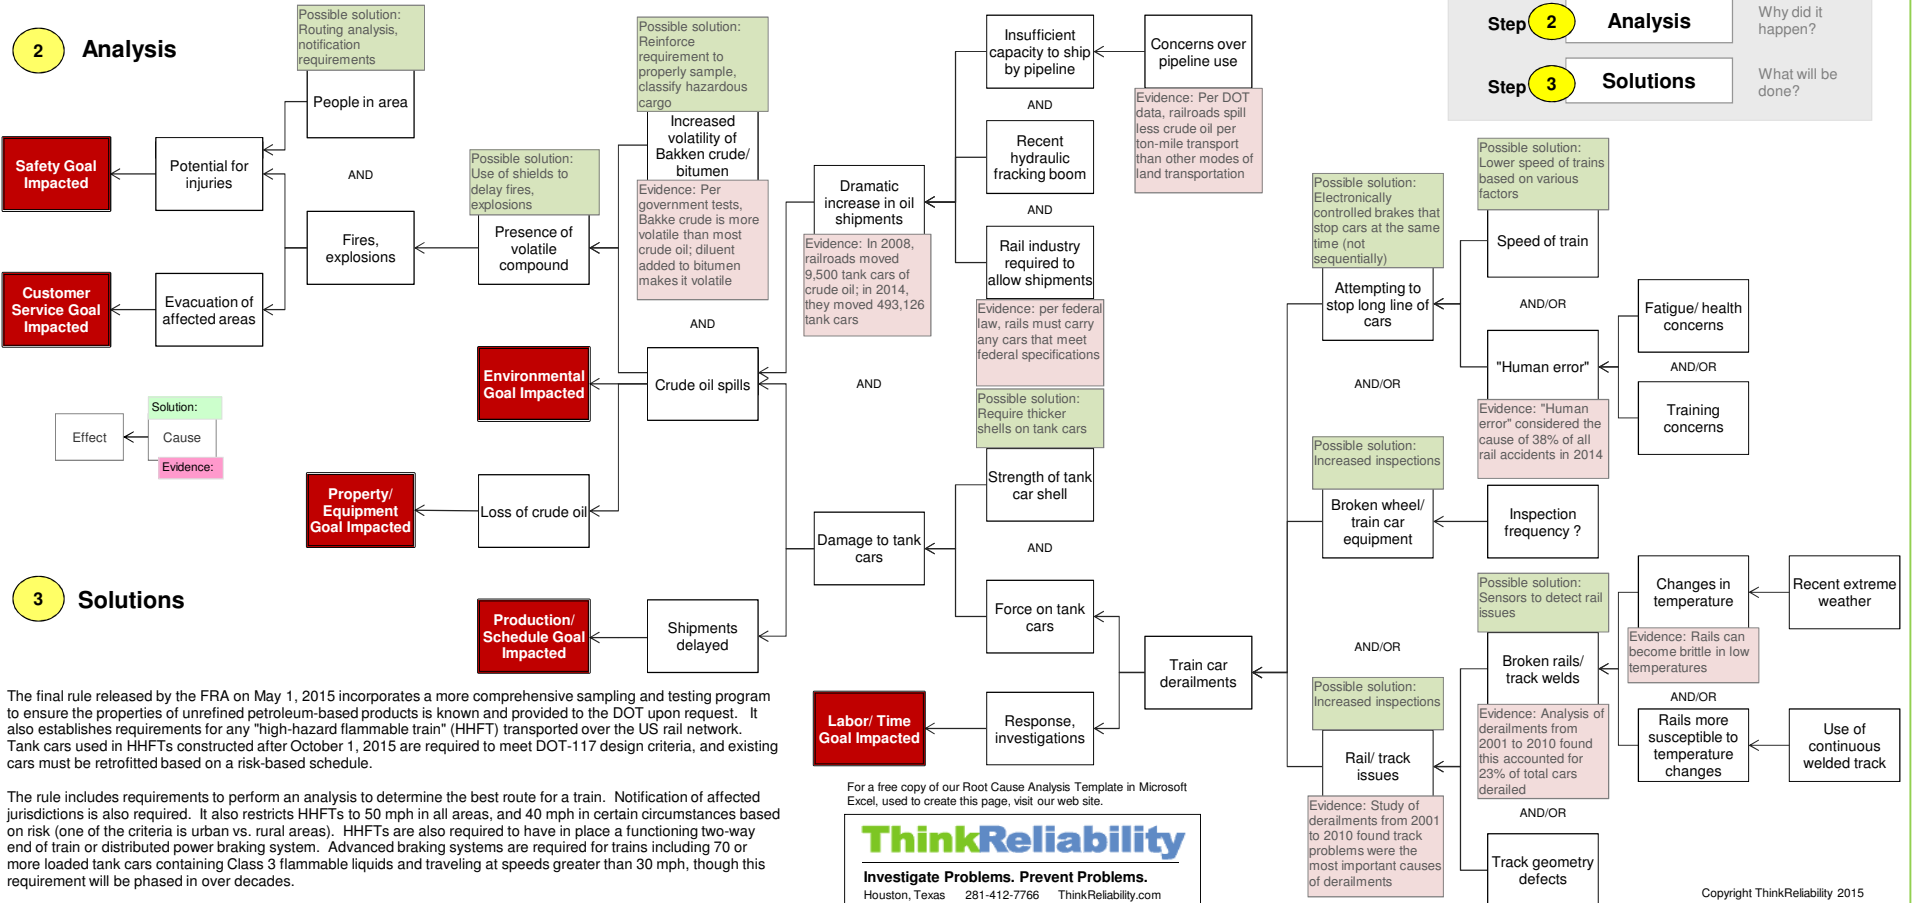 2
Analysis
Possible solution:
Routing analysis,
notification
requirements
People in area
Safety Goal
Impacted
Potential for
injuries
AND
Customer
Service Goal
Impacted
Evacuation of
affected areas
Fires,
explosions
Possible solution:
Use of shields to
delay fires,
explosions
Presence of
volatile
compound
Possible solution:
Reinforce
requirement to
properly sample,
classify hazardous
cargo
Increased
volatility of
Bakken crude/
bitumen
Evidence: Per
government tests,
Bakke crude is more
volatile than most
crude oil; diluent
added to bitumen
makes it volatile
AND
Environmental
Goal Impacted
Crude oil spills
Solution:
Effect
Cause
Evidence:
Property/
Equipment
Goal Impacted
Loss of crude oil
Production/
Schedule Goal
Impacted
Shipments
delayed
Dramatic
increase in oil
shipments
Evidence: In 2008,
railroads moved
9,500 tank cars of
crude oil; in 2014,
they moved 493,126
tank cars
AND
Damage to tank
cars
Labor/ Time
Goal Impacted
Response,
investigations
Insufficient
capacity to ship
by pipeline
Concerns over
pipeline use
Evidence: Per DOT
data, railroads spill
less crude oil per
ton-mile transport
than other modes of
land transportation
AND
Recent
hydraulic
fracking boom
AND
Rail industry
required to
allow shipments
Evidence: per federal
law, rails must carry
any cars that meet
federal specifications
Possible solution:
Require thicker
shells on tank cars
Strength of tank
car shell
AND
Force on tank
cars
Train car
derailments
Step
2
Analysis
Why did it
happen?
Step
3
Solutions
What will be
done?
Possible solution:
Electronically
controlled brakes that
stop cars at the same
time (not
sequentially)
Attempting to
stop long line of
cars
Possible solution:
Lower speed of trains
based on various
factors
Speed of train
AND/OR
"Human error"
Evidence: "Human
error" considered the
cause of 38% of all
rail accidents in 2014
Fatigue/ health
concerns
AND/OR
Training
concerns
AND/OR
Possible solution:
Increased inspections
Broken wheel/
train car
equipment
Inspection
frequency ?
AND/OR
Possible solution:
Increased inspections
Rail/ track
issues
Evidence: Study of
derailments from 2001
to 2010 found track
problems were the
most important causes
of derailments
Possible solution:
Sensors to detect rail
issues
Broken rails/
track welds
Evidence: Analysis of
derailments from
2001 to 2010 found
this accounted for
23% of total cars
derailed
AND/OR
Track geometry
defects
Changes in
temperature
Evidence: Rails can
become brittle in low
temperatures
Recent extreme
weather
AND/OR
Rails more
susceptible to
temperature
changes
Use of
continuous
welded track
3
Solutions
The final rule released by the FRA on May 1, 2015 incorporates a more comprehensive sampling and testing program
to ensure the properties of unrefined petroleum-based products is known and provided to the DOT upon request. It
also establishes requirements for any "high-hazard flammable train" (HHFT) transported over the US rail network.
Tank cars used in HHFTs constructed after October 1, 2015 are required to meet DOT-117 design criteria, and existing
cars must be retrofitted based on a risk-based schedule.
The rule includes requirements to perform an analysis to determine the best route for a train. Notification of affected
jurisdictions is also required. It also restricts HHFTs to 50 mph in all areas, and 40 mph in certain circumstances based
on risk (one of the criteria is urban vs. rural areas). HHFTs are also required to have in place a functioning two-way
end of train or distributed power braking system. Advanced braking systems are required for trains including 70 or
more loaded tank cars containing Class 3 flammable liquids and traveling at speeds greater than 30 mph, though this
requirement will be phased in over decades.
For a free copy of our Root Cause Analysis Template in Microsoft
Excel, used to create this page, visit our web site.
ThinkReliability
Investigate Problems. Prevent Problems.
Houston, Texas 281-412-7766 ThinkReliability.com
Copyright ThinkReliability 2015